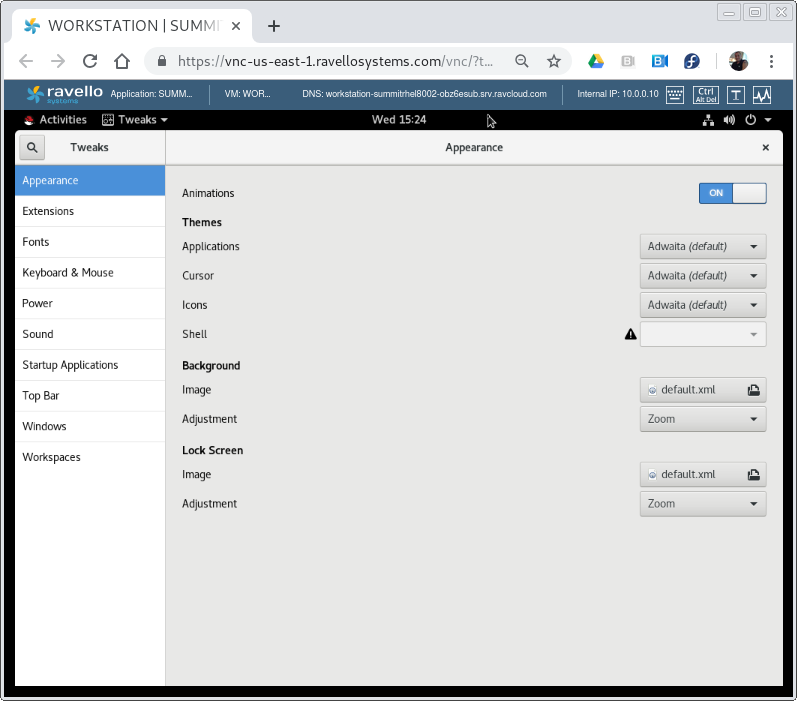 WORKSTATION | SUMMI
https://vnc-us-east-1.ravellosystems.com/vnc/?t...
ravello
systems
Application: SUMM...
VM: WOR...
DNS: workstation-summitrhel8002-obz6esub.srv.ravcloud.com
Internal IP: 10.0.0.10
Ctrl
Alt Del
T
Activities
Tweaks
Wed 15:24
Tweaks
Appearance
Appearance
Extensions
Fonts
Keyboard & Mouse
Power
Sound
Startup Applications
Top Bar
Windows
Workspaces
Animations ON
Themes
Applications Adwaita (default)
Cursor Adwaita (default)
Icons Adwaita (default)
Shell
Background
Image default.xml
Adjustment Zoom
Lock Screen
Image default.xml
Adjustment Zoom